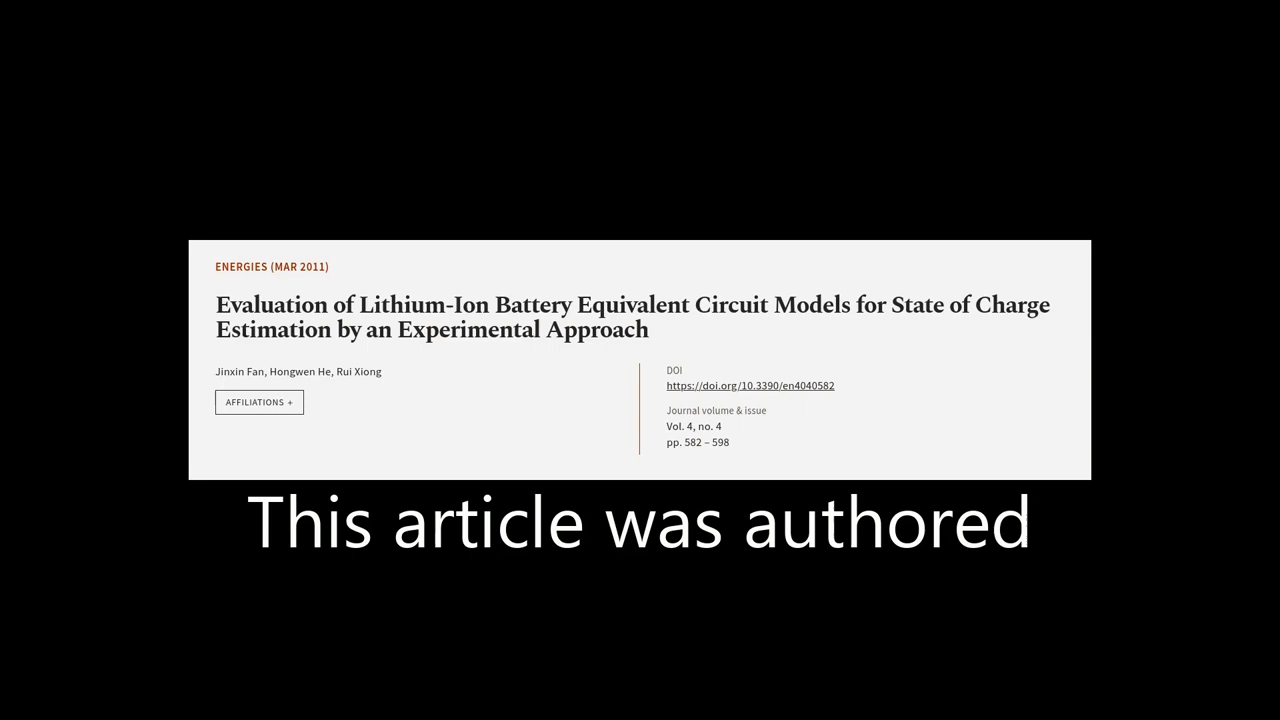 ENERGIES (MAR 2011)
Evaluation of Lithium-Ion Battery Equivalent Circuit Models for State of Charge
Estimation by an Experimental Approach
Jinxin Fan, Hongwen He, Rui Xiong
AFFILIATIONS +
DOI
https://doi.org/10.3390/en4040582
Journal volume & issue
Vol. 4, no. 4
pp. 582 – 598
This article was authored